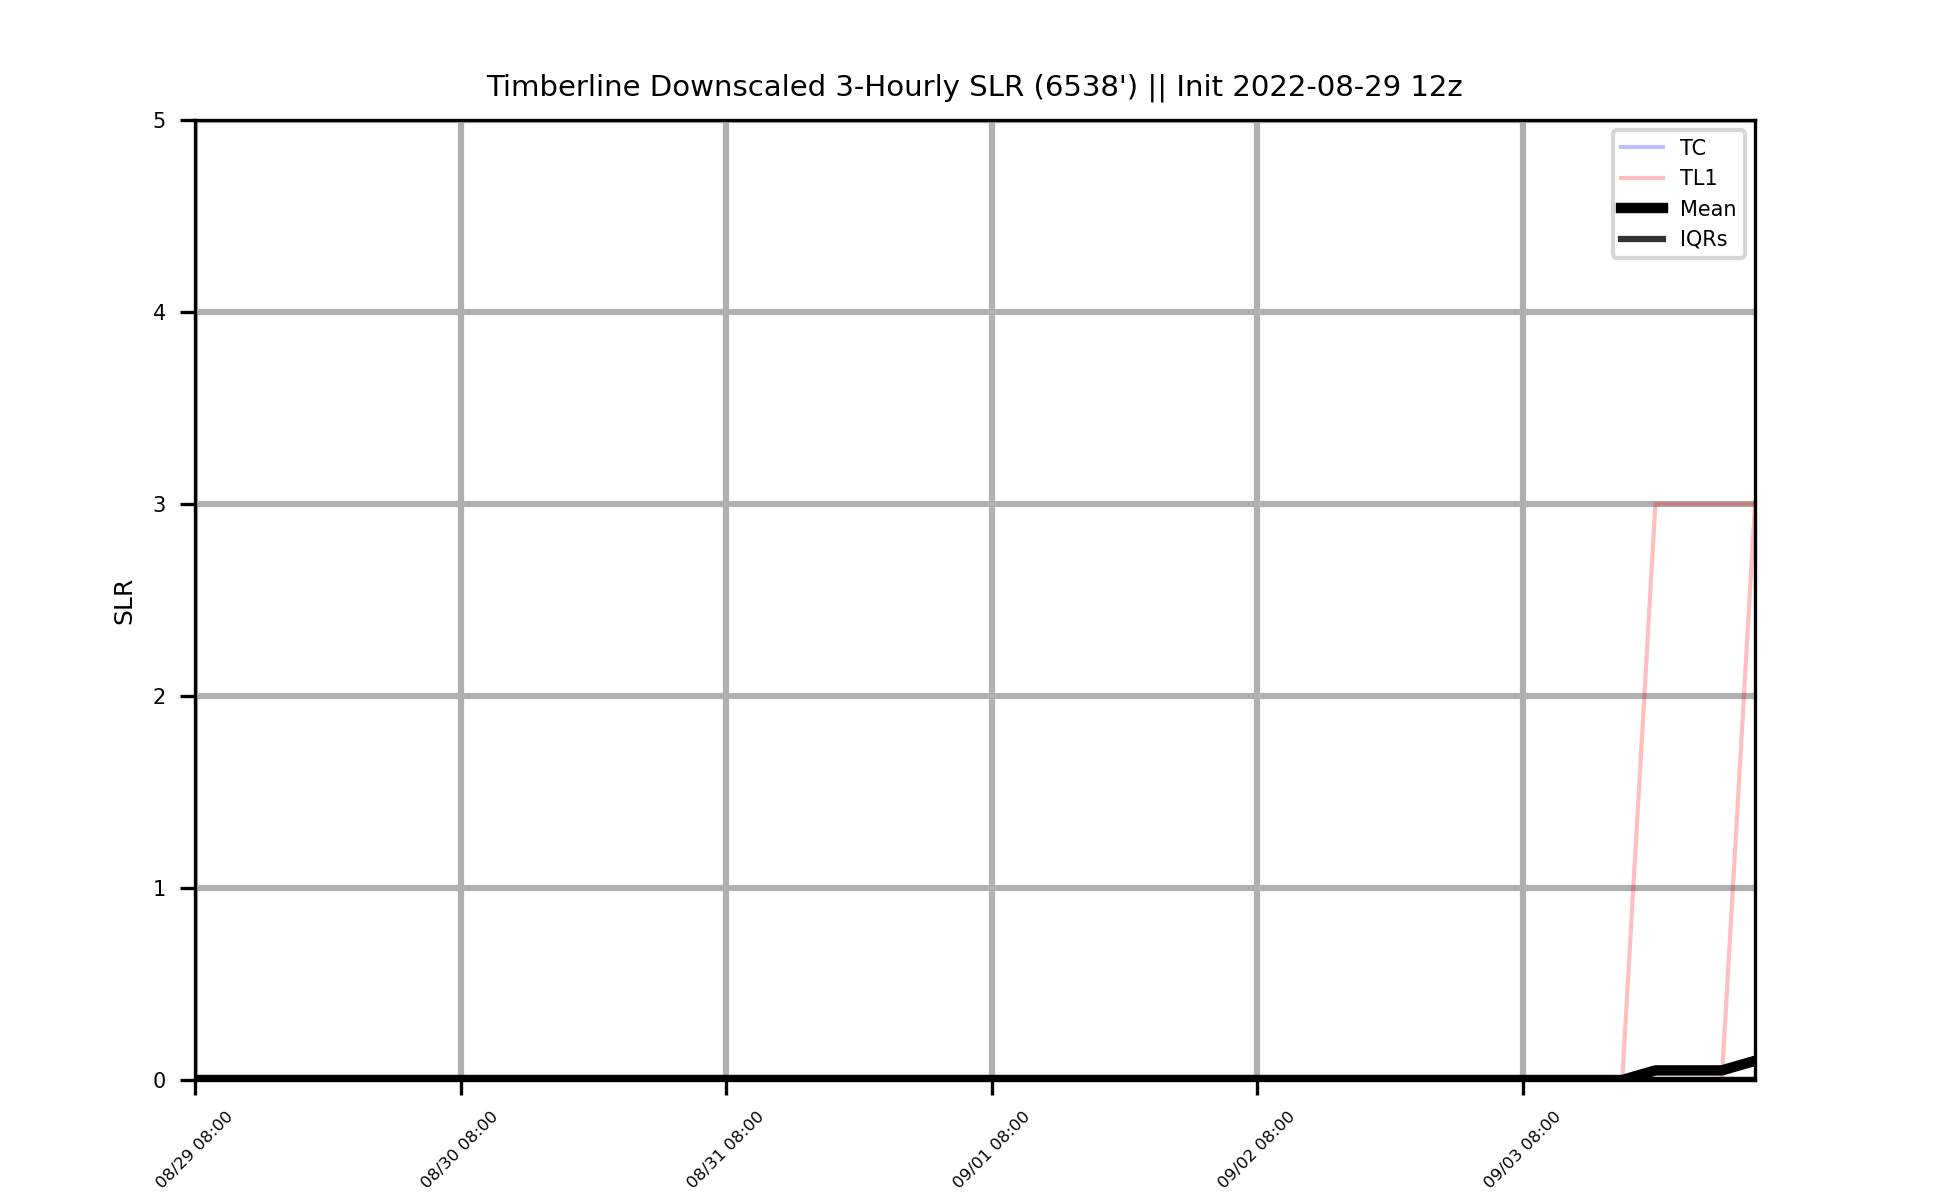 Timberline Downscaled 3-Hourly SLR (6538') || Init 2022-08-29 12z
5
4
3
2
1
0
SLR
TC
TL1
Mean
IQRs
08/29 08:00
08/30 08:00
08/31 08:00
09/01 08:00
09/02 08:00
09/03 08:00